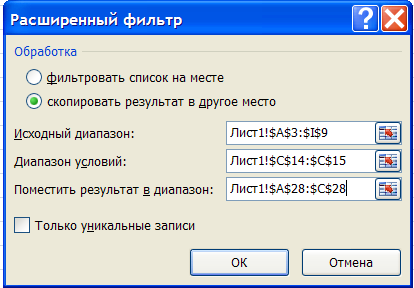 Расширенный фильтр
Обработка
фильтровать список на месте
скопировать результат в другое место
Исходный диапазон: Лист1!$A$3:$I$9
Диапазон условий: Лист1!$C$14:$C$15
Поместить результат в диапазон: Лист1!$A$28:$C$28
Только уникальные записи
ОК Отмена